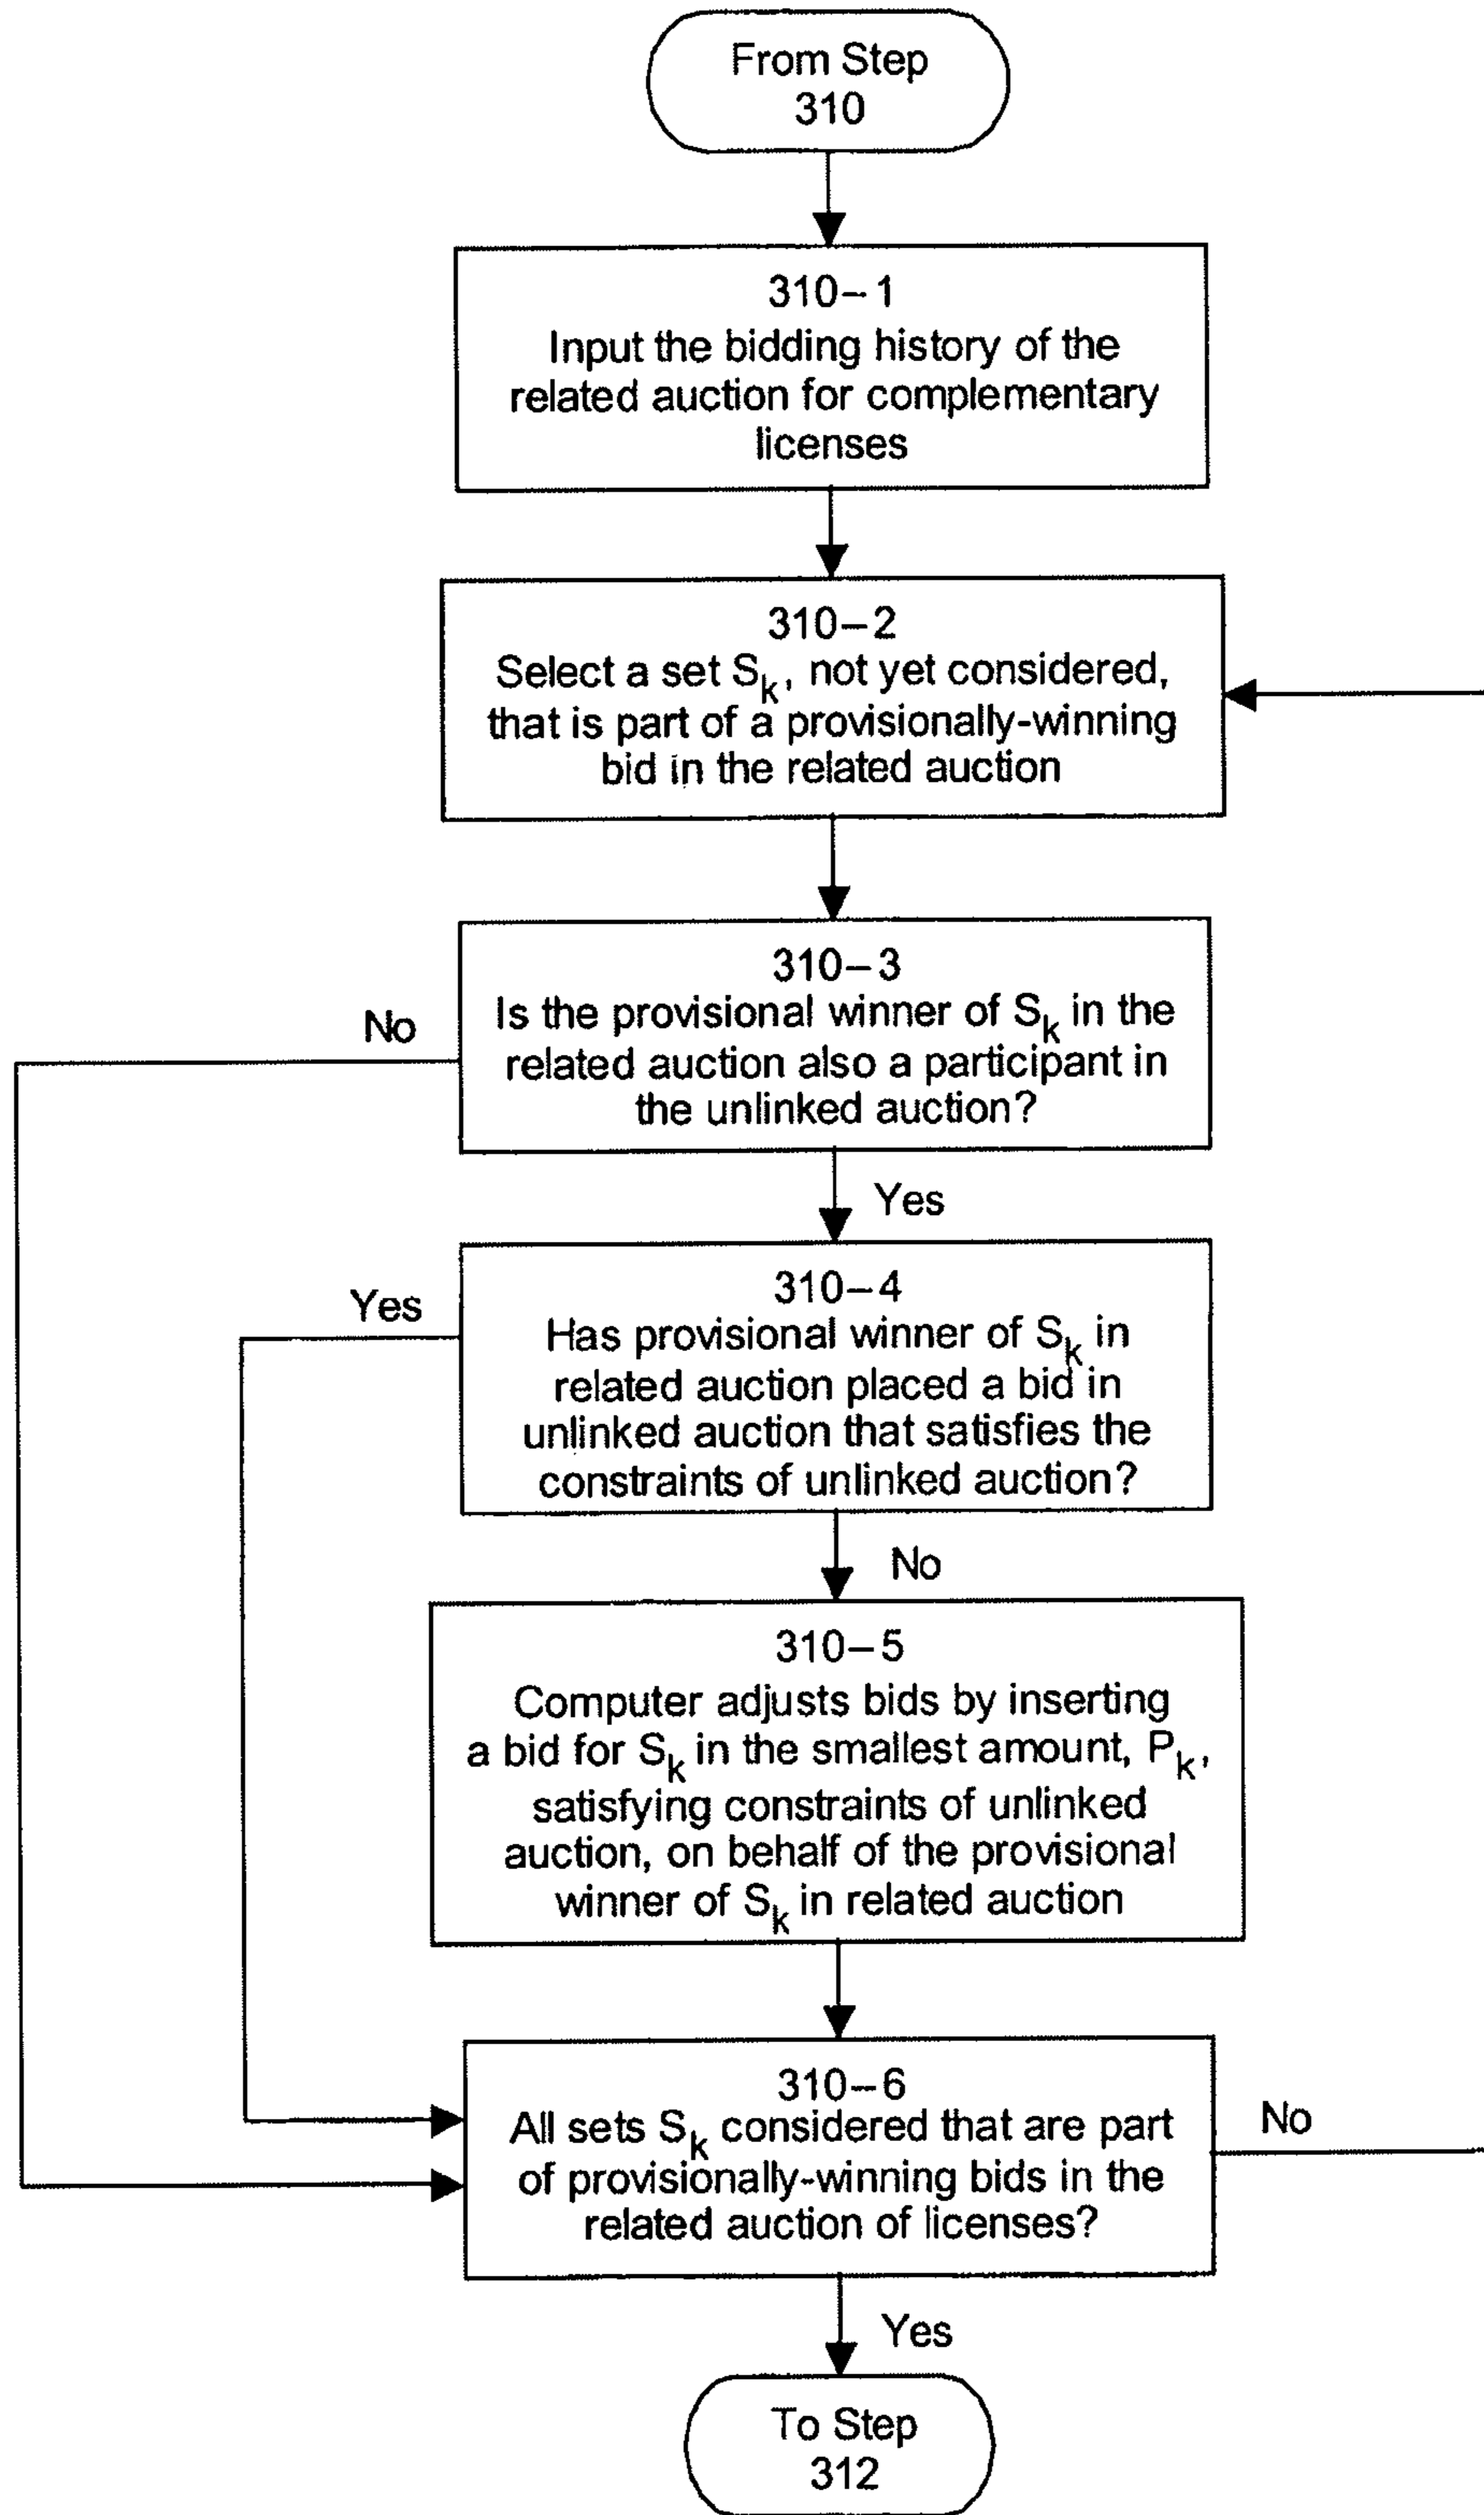 From Step
310
310–1
Input the bidding history of the
related auction for complementary
licenses
310–2
Select a set Sk, not yet considered,
that is part of a provisionally-winning
bid in the related auction
310–3
Is the provisional winner of Sk in the
related auction also a participant in
the unlinked auction?
No
Yes
310–4
Has provisional winner of Sk in
related auction placed a bid in
unlinked auction that satisfies the
constraints of unlinked auction?
Yes
No
310–5
Computer adjusts bids by inserting
a bid for Sk in the smallest amount, Pk,
satisfying constraints of unlinked
auction, on behalf of the provisional
winner of Sk in related auction
310–6
All sets Sk considered that are part
of provisionally-winning bids in the
related auction of licenses?
No
Yes
To Step
312